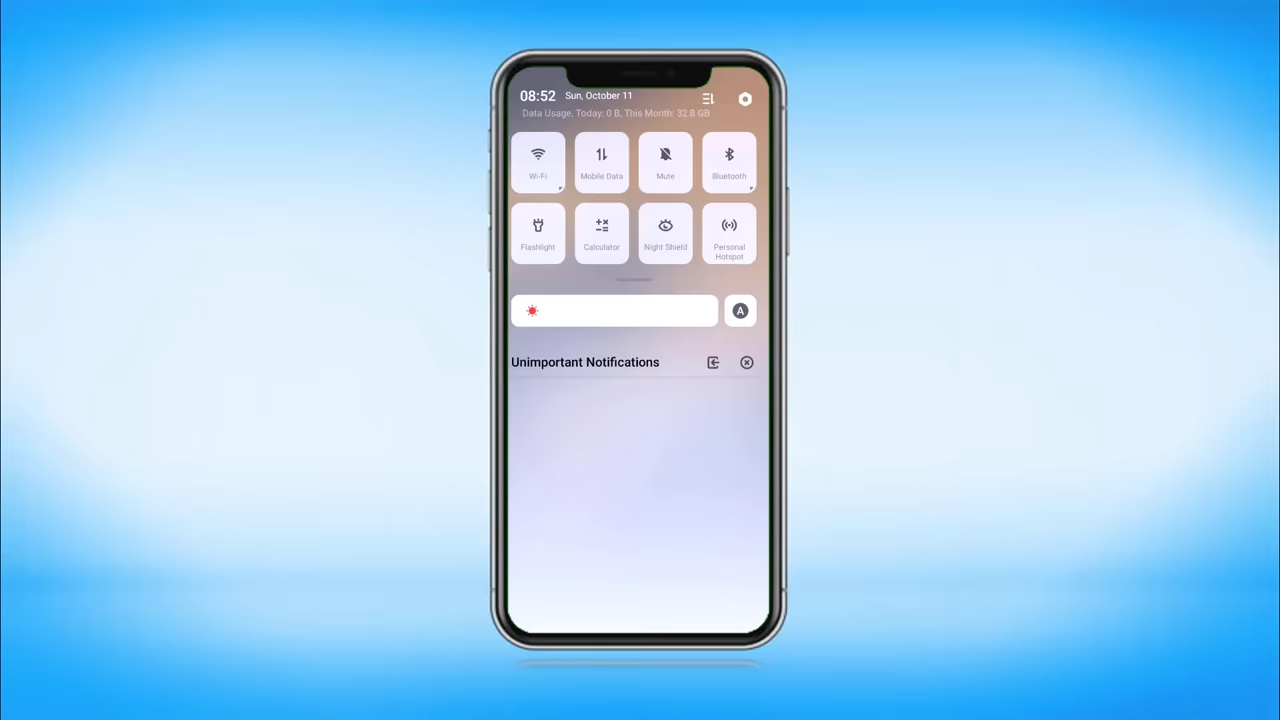 08:52 Sun, October 11
Data Usage, Today: 0 B, This Month: 32.8 GB
Wi-Fi Mobile Data Mute Bluetooth
Flashlight Calculator Night Shield Personal
Hotspot
A
Unimportant Notifications